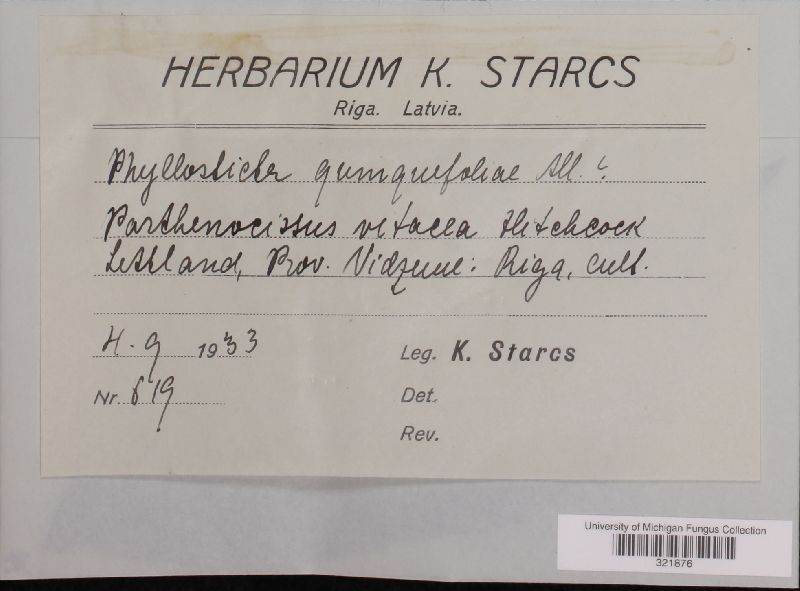 HERBARIUM K. STARCS
Riga. Latvia.
Phyllosticta quinquefoliae All.
Parthenocissus vitacea Hitchcock
Lettland, Prov. Vidzeme: Riga, cult.
4. 9 1933
Leg. K. Starcs
Nr. 619
Det.
Rev.
University of Michigan Fungus Collection
321876